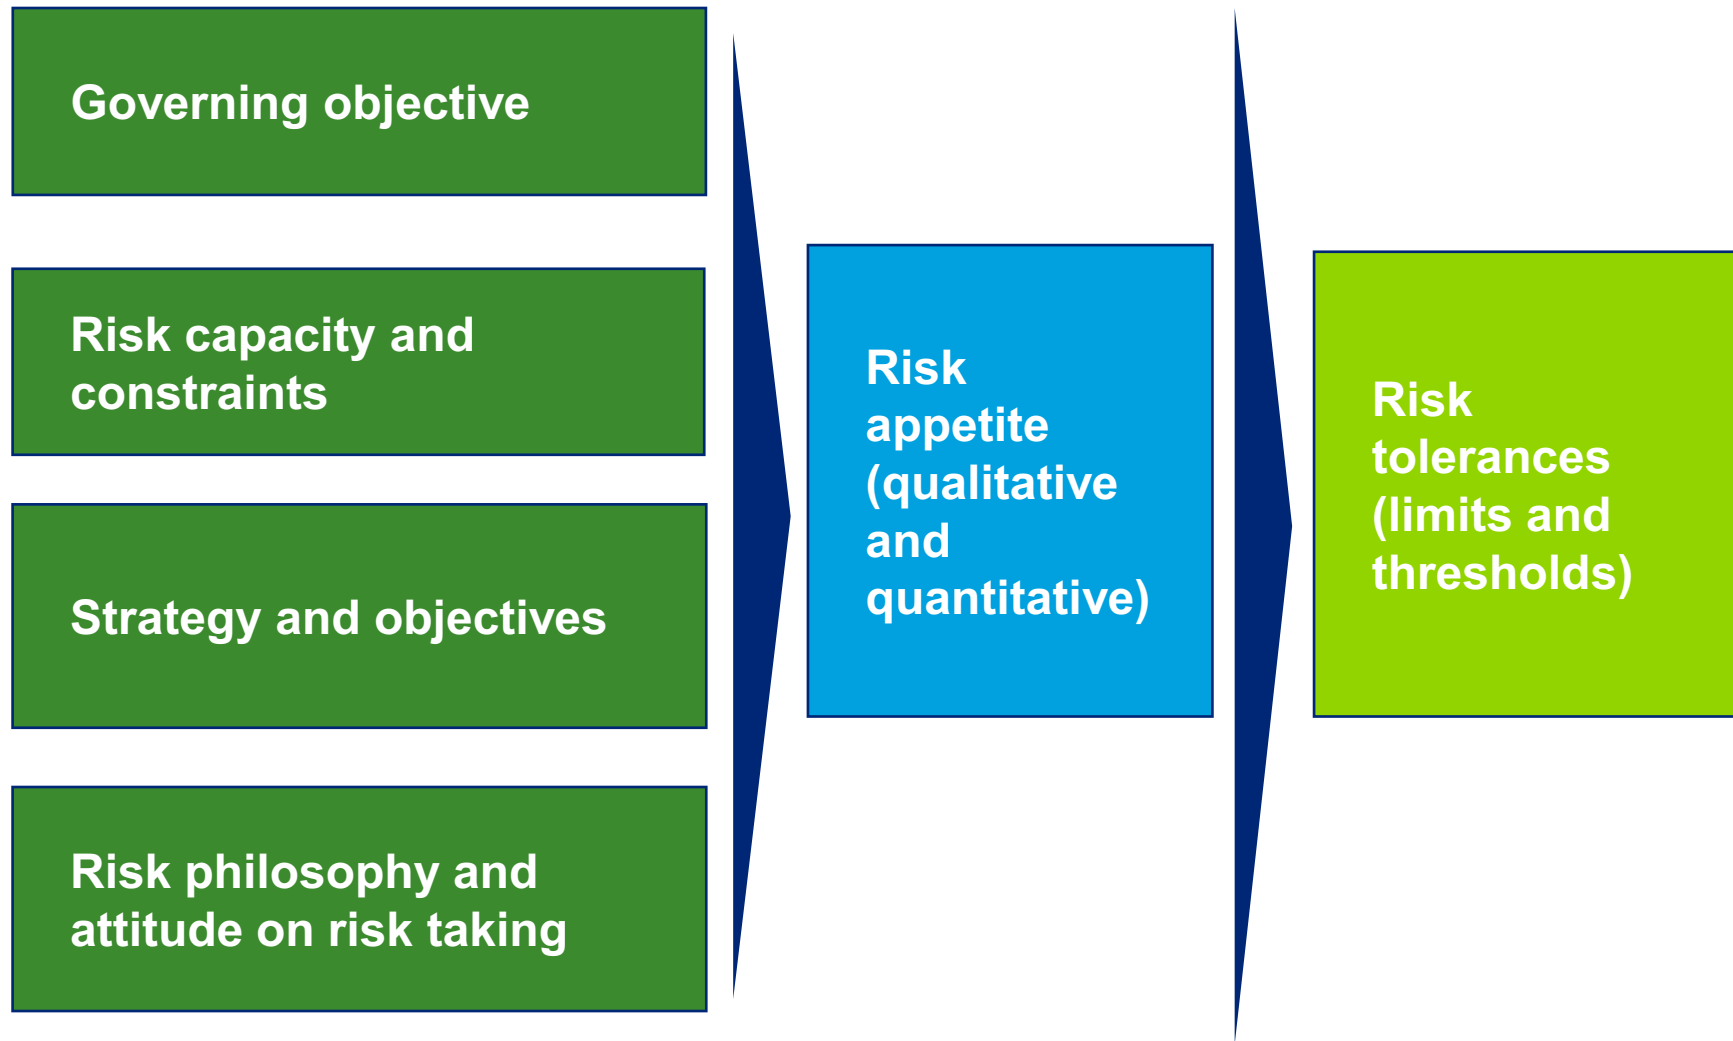 Governing objective
Risk capacity and
constraints
Strategy and objectives
Risk philosophy and
attitude on risk taking
Risk
appetite
(qualitative
and
quantitative)
Risk
tolerances
(limits and
thresholds)